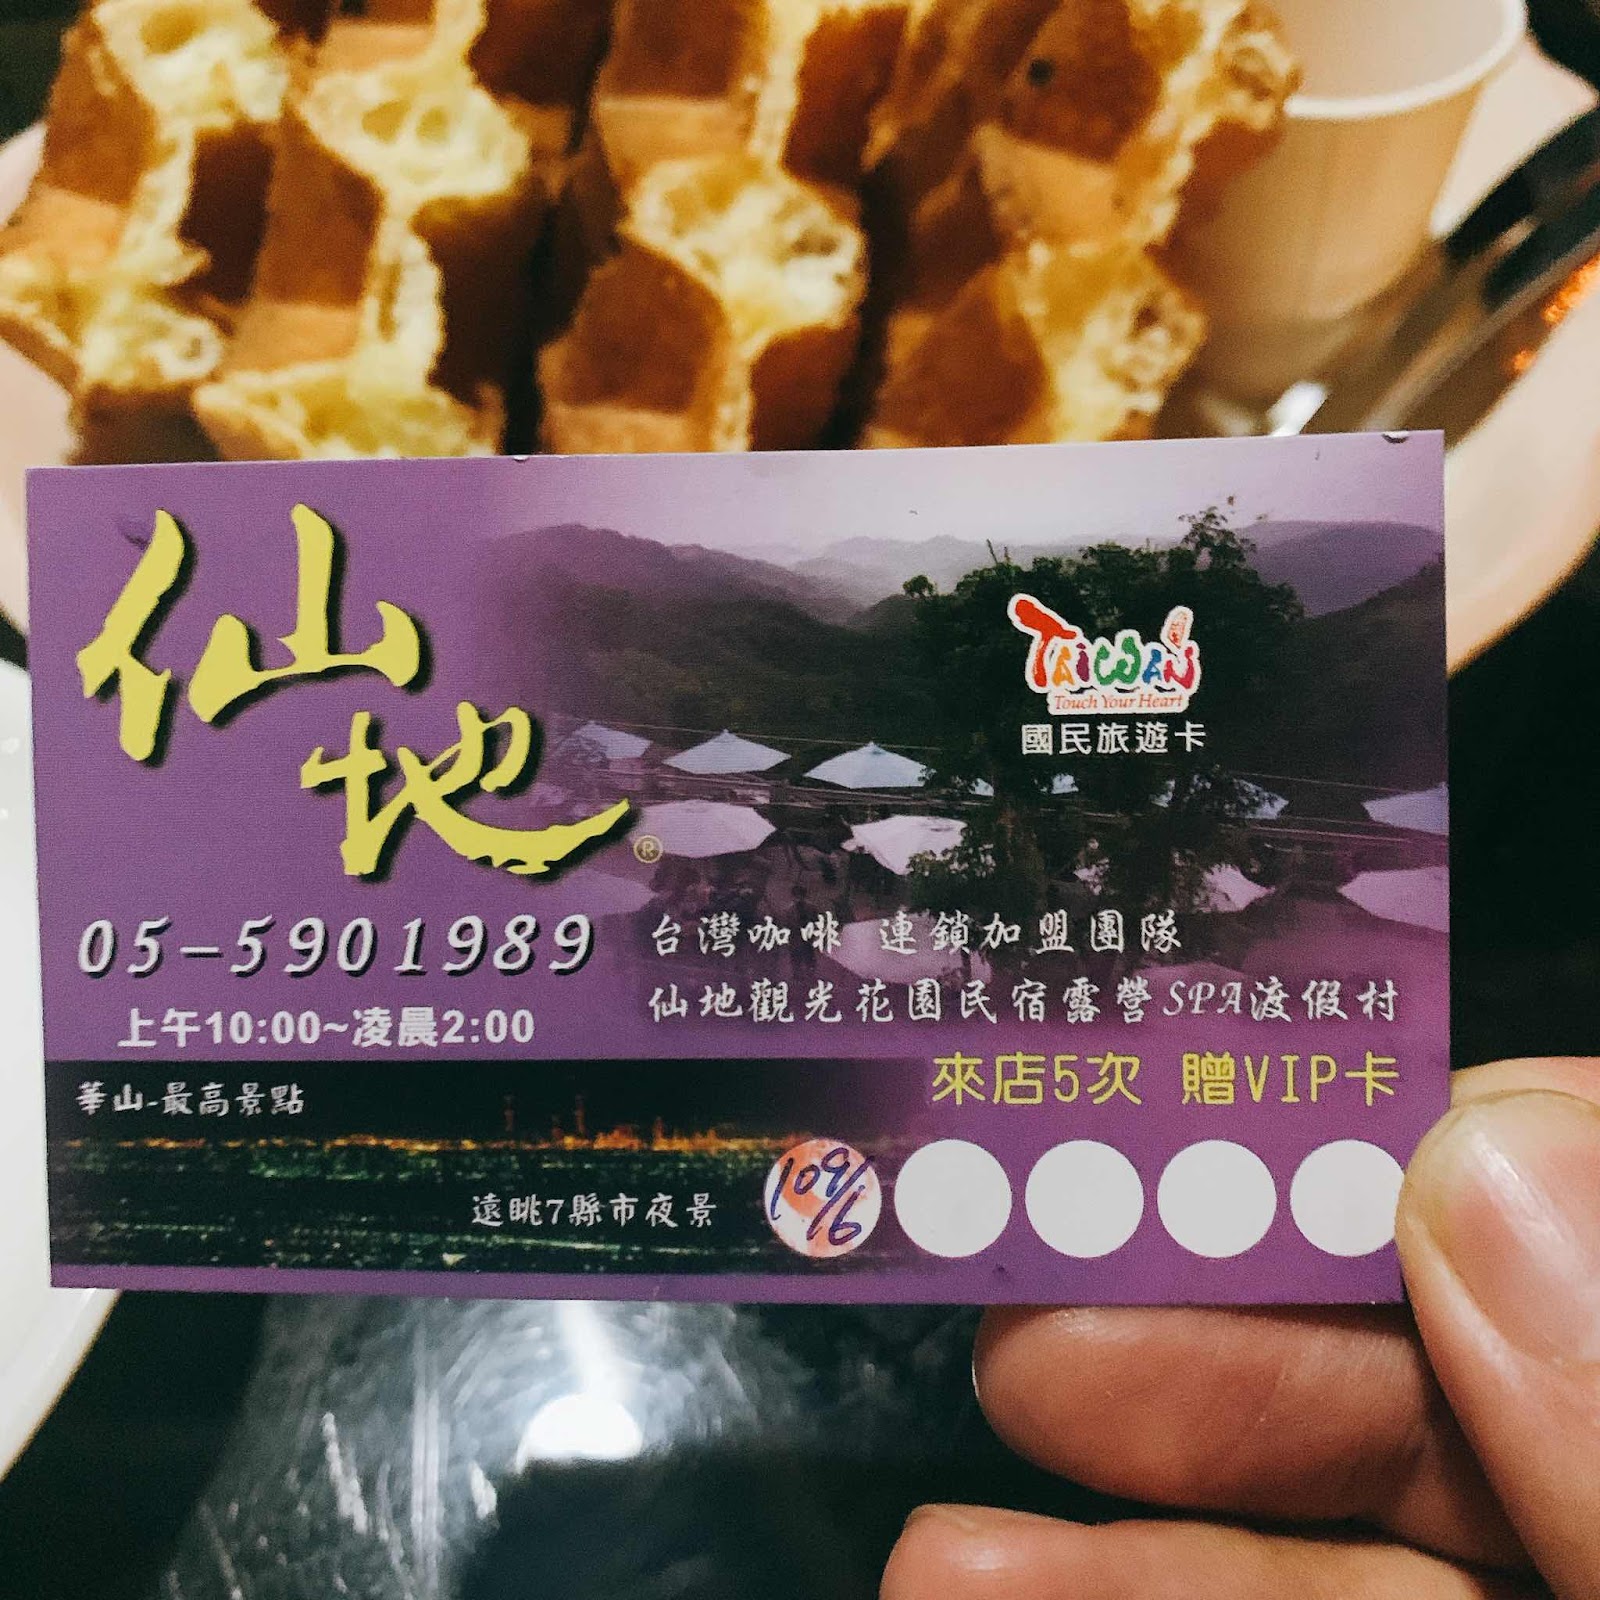 仙地®
TAIWAN
Touch Your Heart
國民旅遊卡
05-5901989
上午10:00~凌晨2:00
台灣咖啡 連鎖加盟團隊
仙地觀光花園民宿露營SPA渡假村
來店5次 贈VIP卡
華山-最高景點
遠眺7縣市夜景
109/6